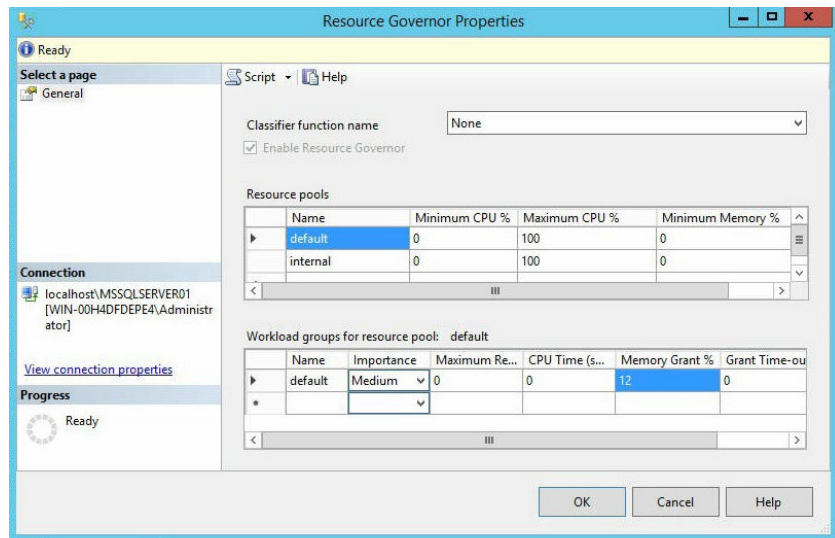 Resource Governor Properties
Ready
Select a page
General
Script
Help
Classifier function name
None
Enable Resource Governor
Resource pools
Name Minimum CPU % Maximum CPU % Minimum Memory %
default 0 100 0
internal 0 100 0
Connection
localhost\MSSQLSERVER01
[WIN-00H4DFDEPE4\Administr
ator]
View connection properties
Progress
Ready
Workload groups for resource pool: default
Name Importance Maximum Re... CPU Time (s... Memory Grant % Grant Time-ou
default Medium 0 0 12 0
*
OK Cancel Help